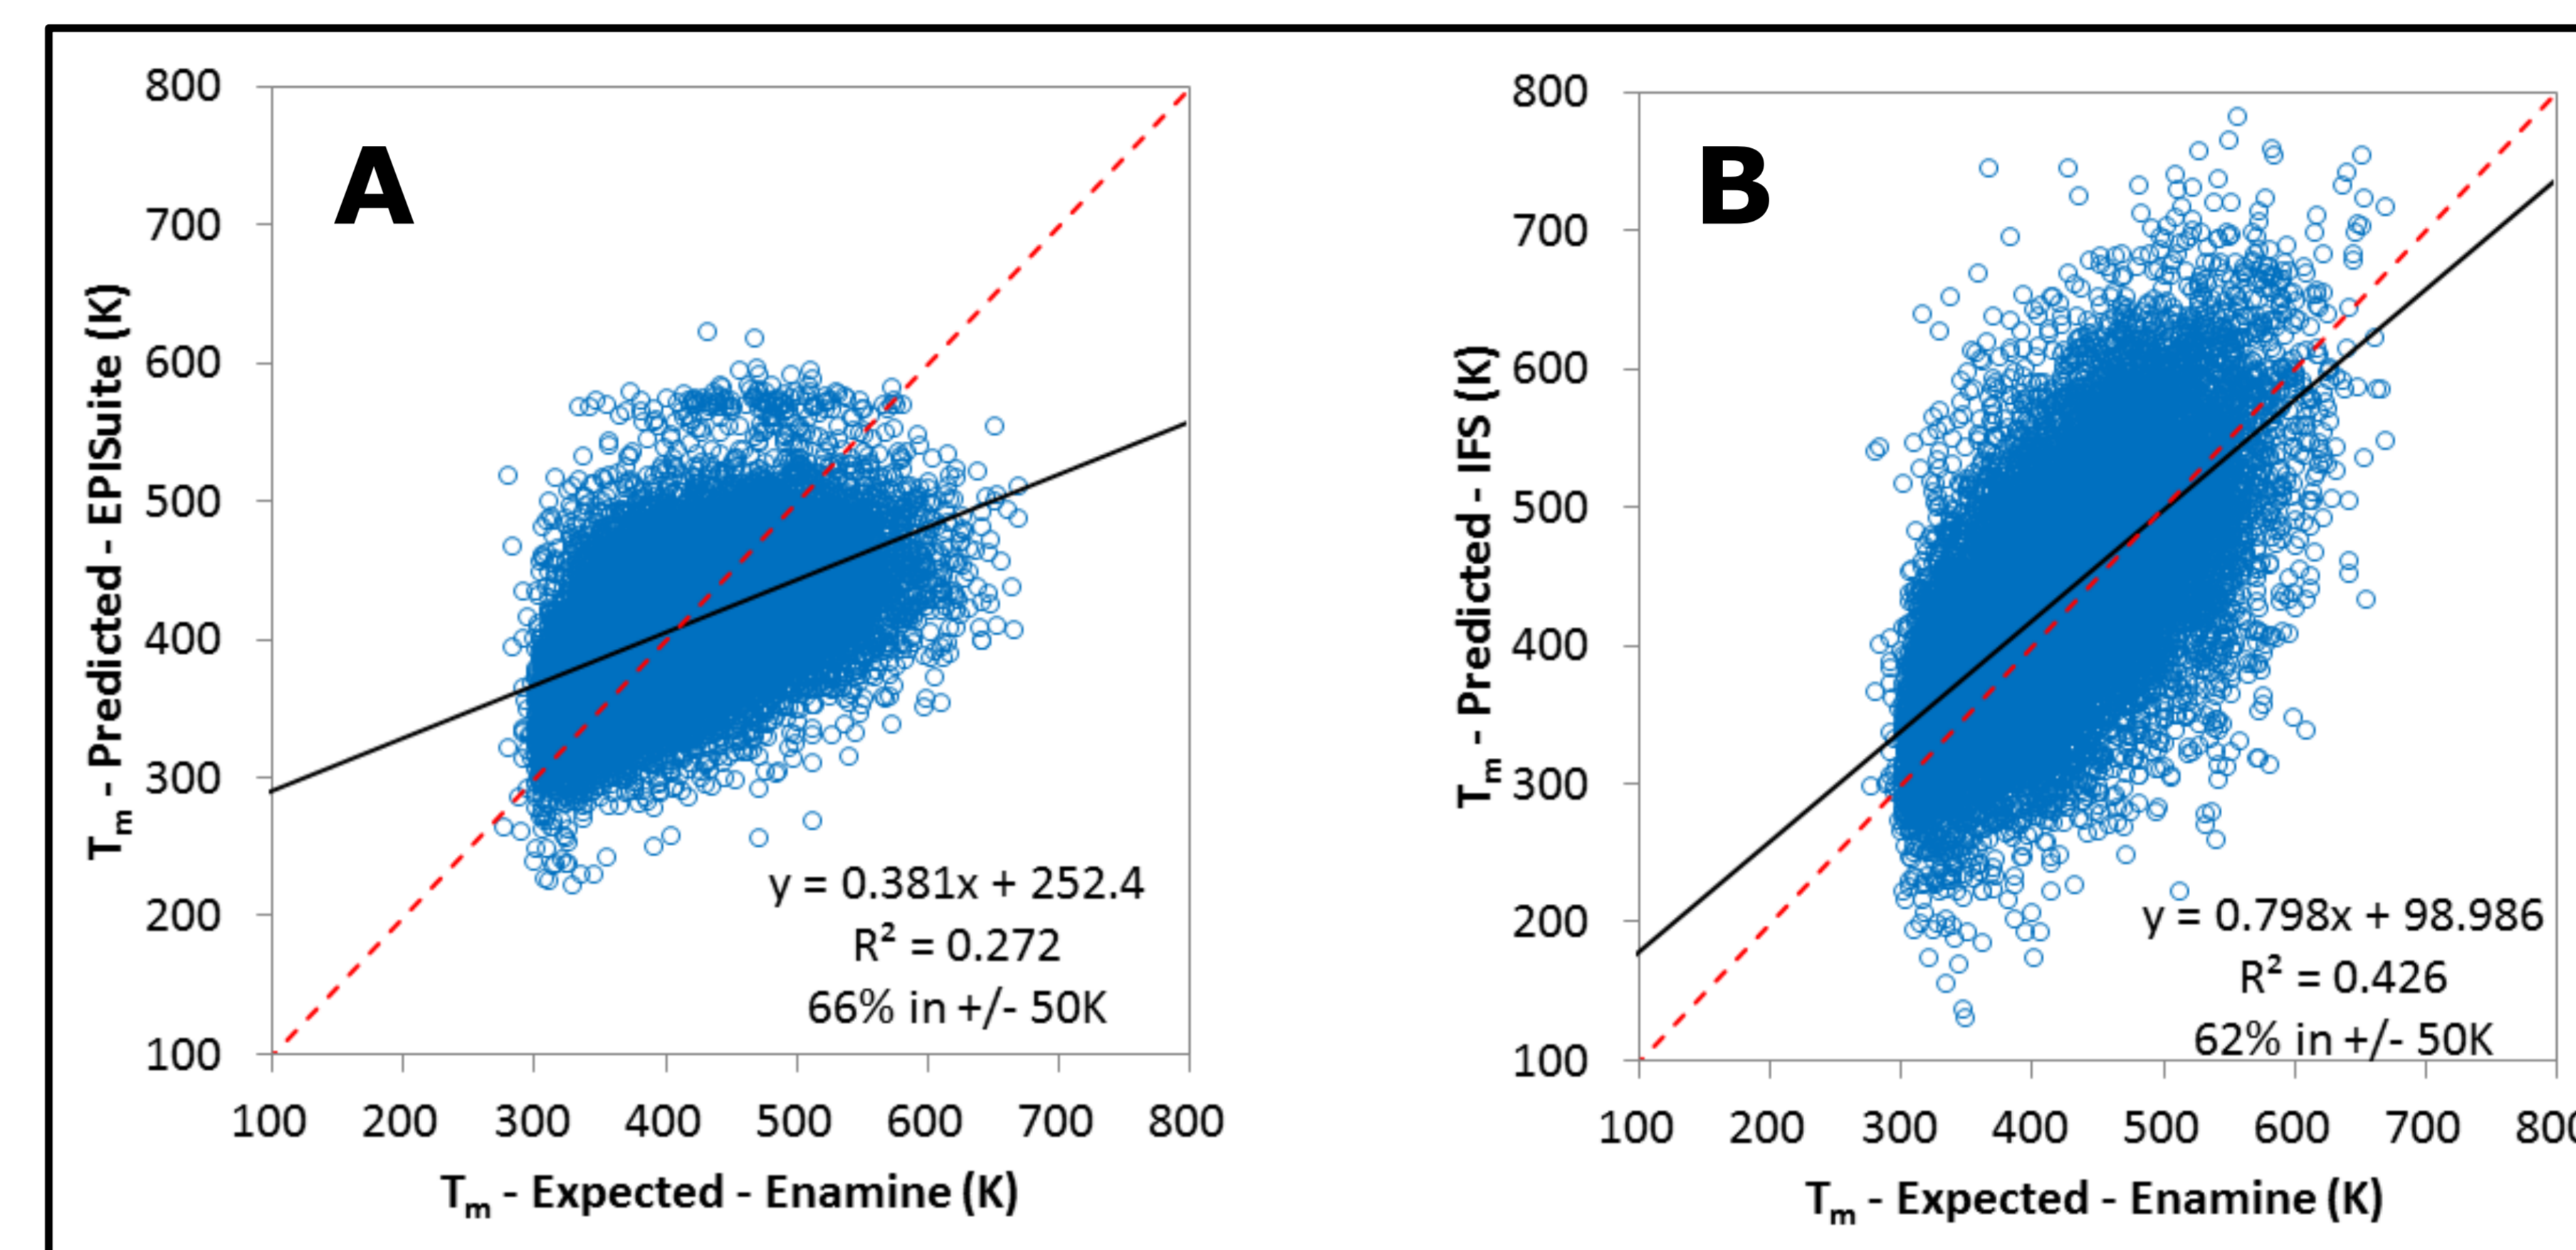 A
800
700
600
500
400
300
200
100
100 200 300 400 500 600 700 800
Tm - Predicted - EPISuite (K)
Tm - Expected - Enamine (K)
y = 0.381x + 252.4
R² = 0.272
66% in +/- 50K
B
800
700
600
500
400
300
200
100
100 200 300 400 500 600 700 800
Tm - Predicted - IFS (K)
Tm - Expected - Enamine (K)
y = 0.798x + 98.986
R² = 0.426
62% in +/- 50K